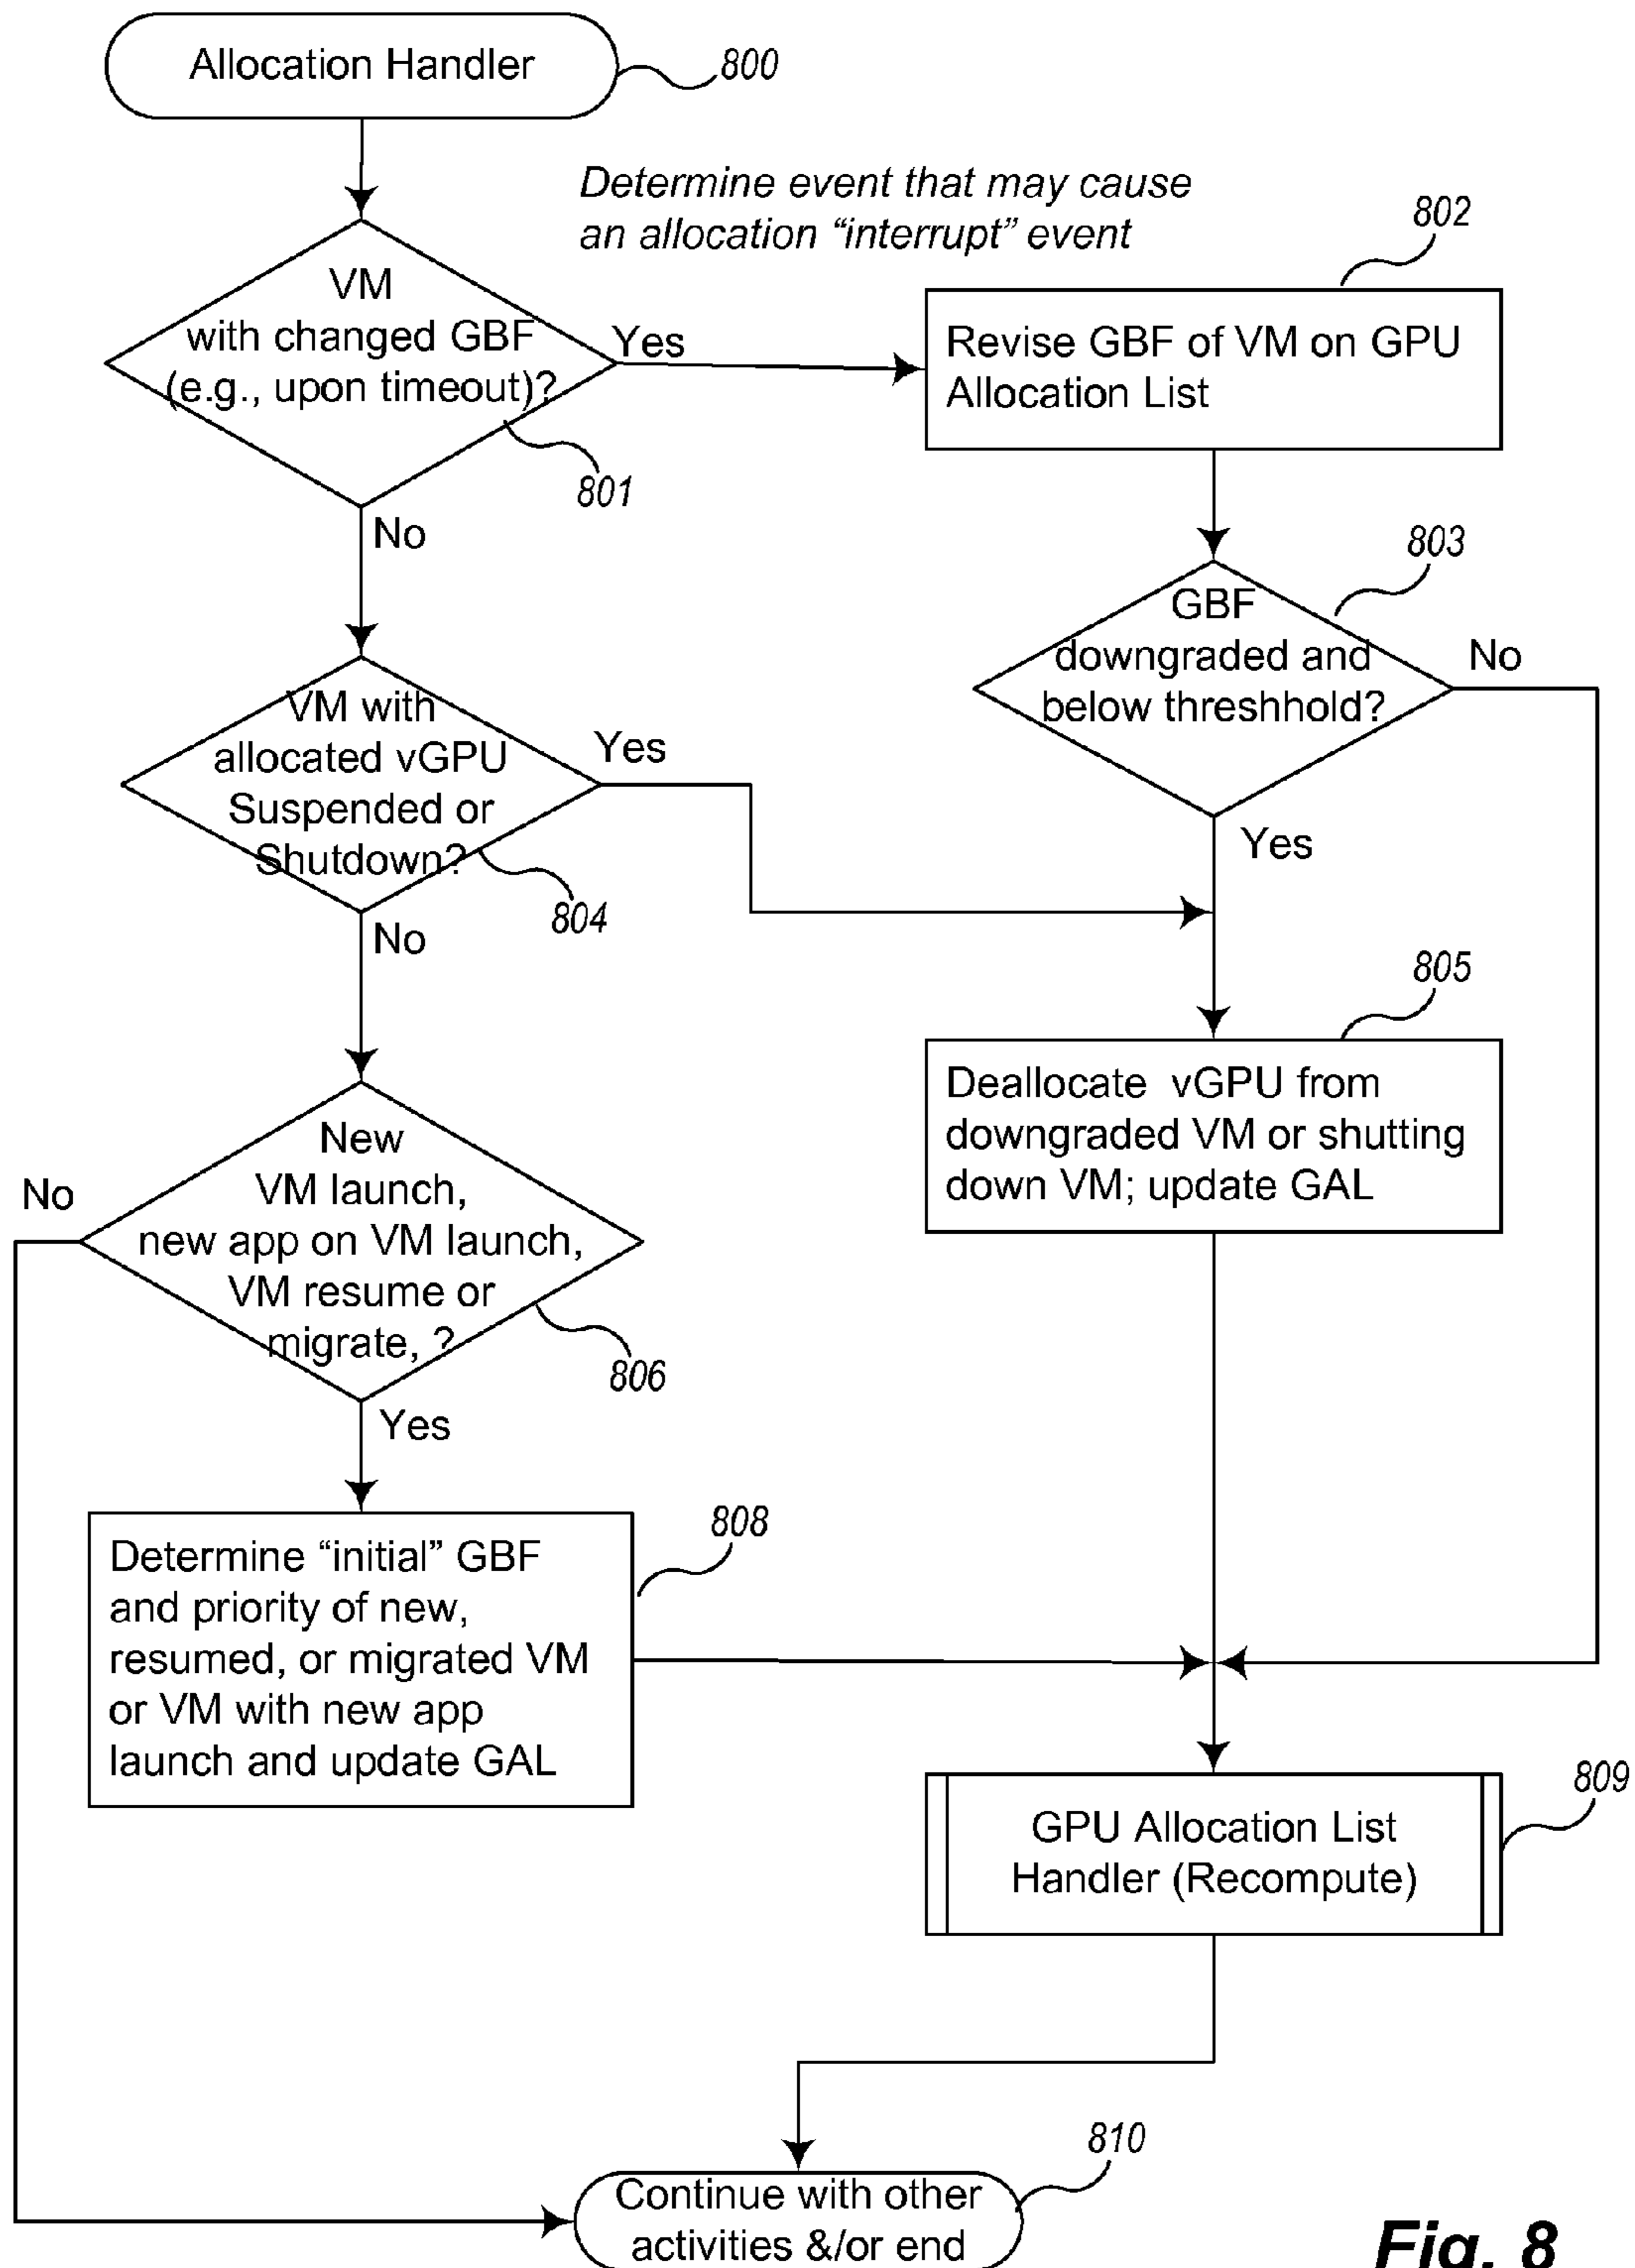 Allocation Handler
800
Determine event that may cause
an allocation “interrupt” event
VM
with changed GBF
(e.g., upon timeout)?
Yes
801
No
802
Revise GBF of VM on GPU
Allocation List
803
GBF
downgraded and
below threshhold?
No
Yes
VM with
allocated vGPU
Suspended or
Shutdown?
Yes
804
No
805
Deallocate vGPU from
downgraded VM or shutting
down VM; update GAL
New
VM launch,
new app on VM launch,
VM resume or
migrate, ?
No
806
Yes
808
Determine “initial” GBF
and priority of new,
resumed, or migrated VM
or VM with new app
launch and update GAL
809
GPU Allocation List
Handler (Recompute)
810
Continue with other
activities &/or end
Fig. 8